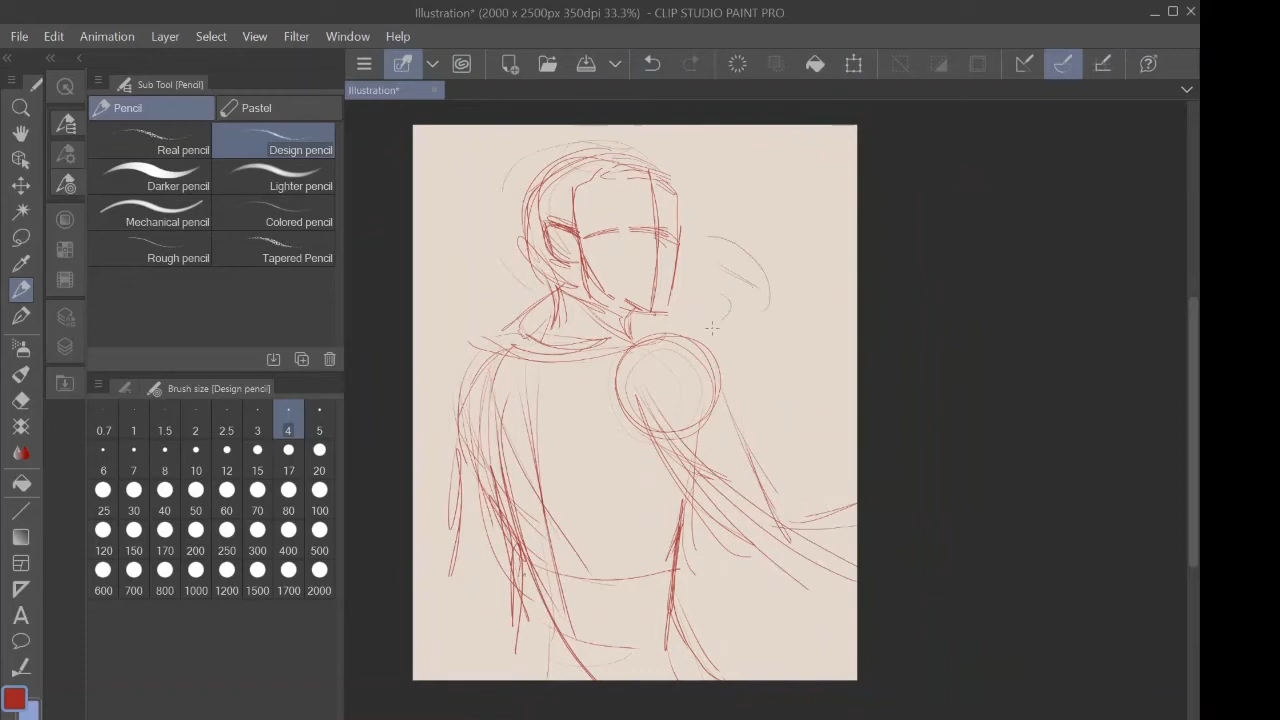 Illustration* (2000 x 2500px 350dpi 33.3%) - CLIP STUDIO PAINT PRO
File Edit Animation Layer Select View Filter Window Help
Sub Tool [Pencil]
Illustration*
Pencil Pastel
Real pencil Design pencil
Darker pencil Lighter pencil
Mechanical pencil Colored pencil
Rough pencil Tapered Pencil
Brush size [Design pencil]
0.7 1 1.5 2 2.5 3 4 5
6 7 8 10 12 15 17 20
25 30 40 50 60 70 80 100
120 150 170 200 250 300 400 500
600 700 800 1000 1200 1500 1700 2000